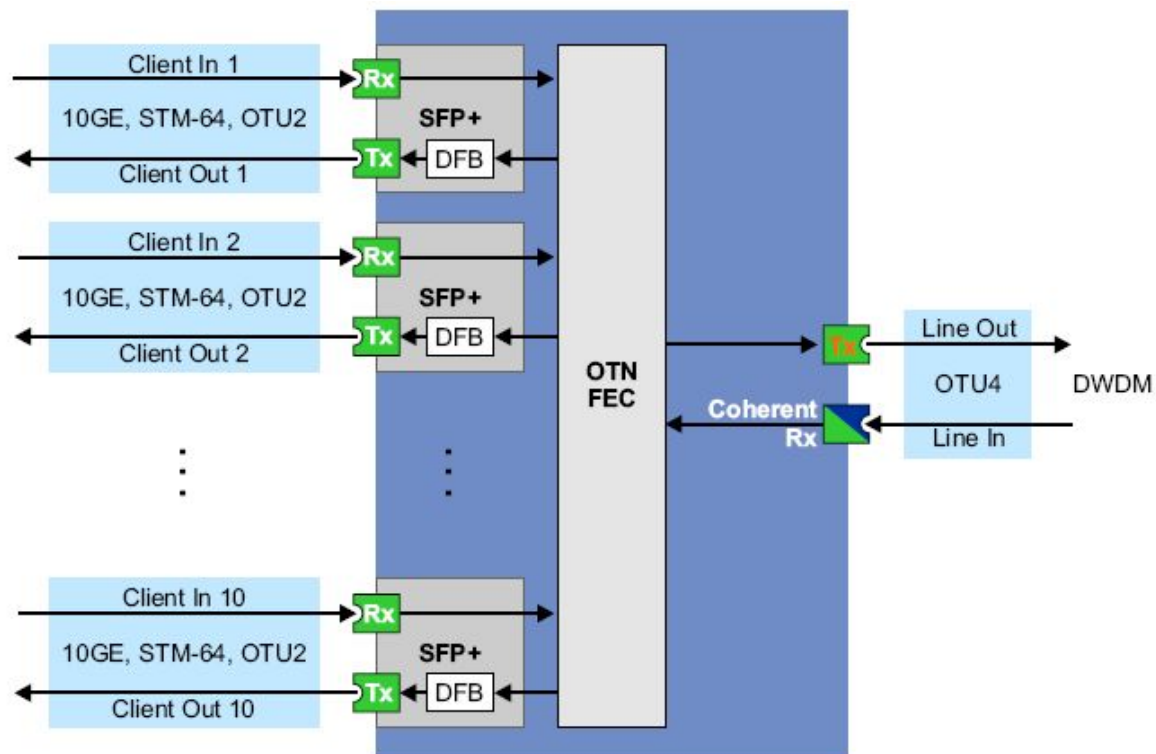 Client In 1
Rx
10GE, STM-64, OTU2
SFP+
Tx
DFB
Client Out 1
Client In 2
Rx
10GE, STM-64, OTU2
SFP+
Tx
DFB
Client Out 2
OTN
FEC
Tx
Line Out
OTU4
DWDM
Coherent
Rx
Line In
Client In 10
Rx
10GE, STM-64, OTU2
SFP+
Tx
DFB
Client Out 10